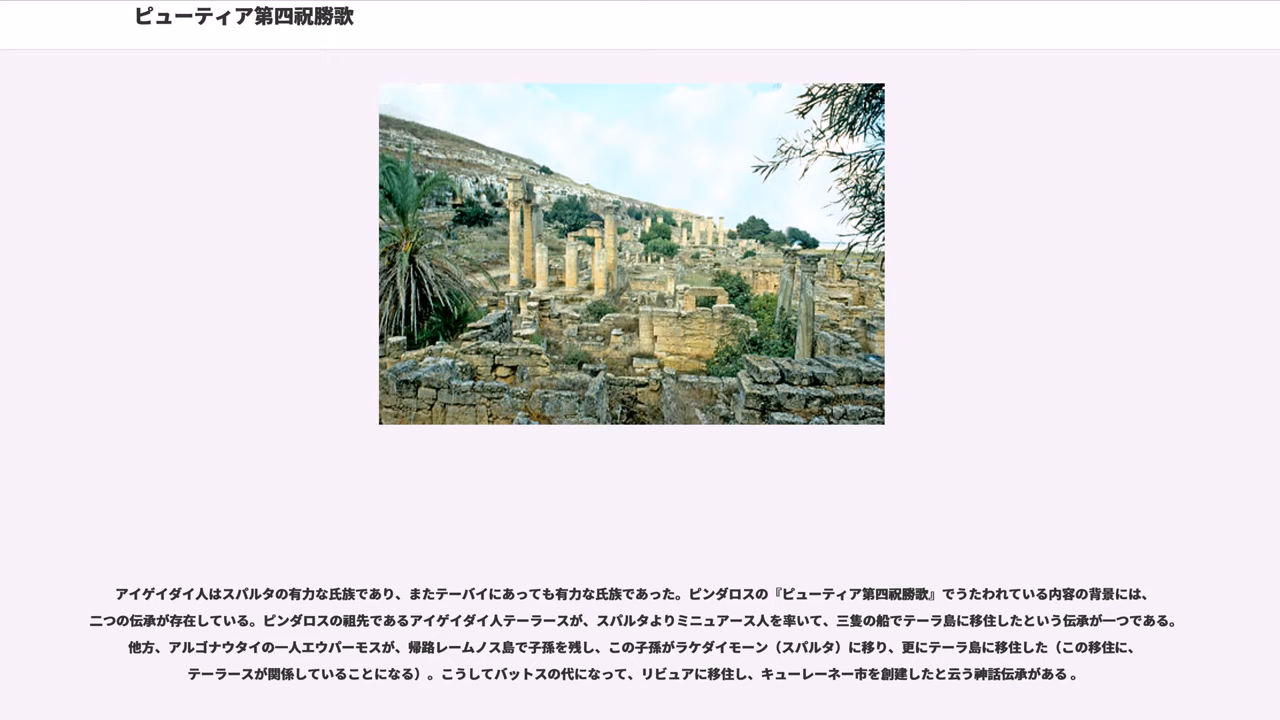 ピューティア第四祝勝歌
アイゲイダイ人はスパルタの有力な氏族であり、またテーバイにあっても有力な氏族であった。ピンダロスの『ピューティア第四祝勝歌』でうたわれている内容の背景には、
二つの伝承が存在している。ピンダロスの祖先であるアイゲイダイ人テーラースが、スパルタよりミニュアース人を率いて、三隻の船でテーラ島に移住したという伝承が一つである。
他方、アルゴナウタイの一人エウパーモスが、帰路レームノス島で子孫を残し、この子孫がラケダイモーン（スパルタ）に移り、更にテーラ島に移住した（この移住に、
テーラースが関係していることになる）。こうしてバットスの代になって、リビュアに移住し、キューレーネー市を創建したと云う神話伝承がある 。